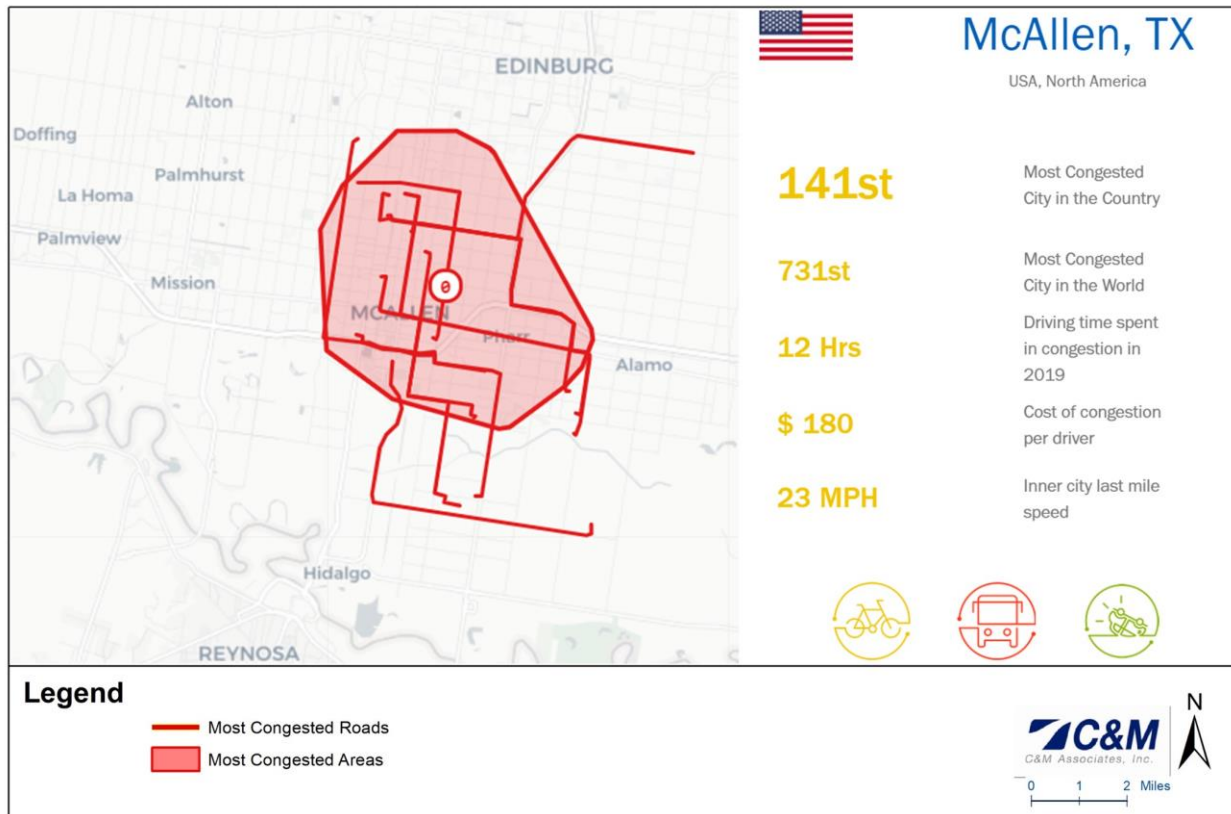 McAllen, TX
USA, North America
EDINBURG
Alton
Doffing
Palmhurst
La Homa
Palmview
Mission
0
MCALLEN
Pharr
Alamo
Hidalgo
REYNOSA
141st
Most Congested
City in the Country
731st
Most Congested
City in the World
12 Hrs
Driving time spent
in congestion in
2019
$ 180
Cost of congestion
per driver
23 MPH
Inner city last mile
speed
Legend
Most Congested Roads
Most Congested Areas
C&M
C&M Associates, Inc.
N
0 1 2 Miles